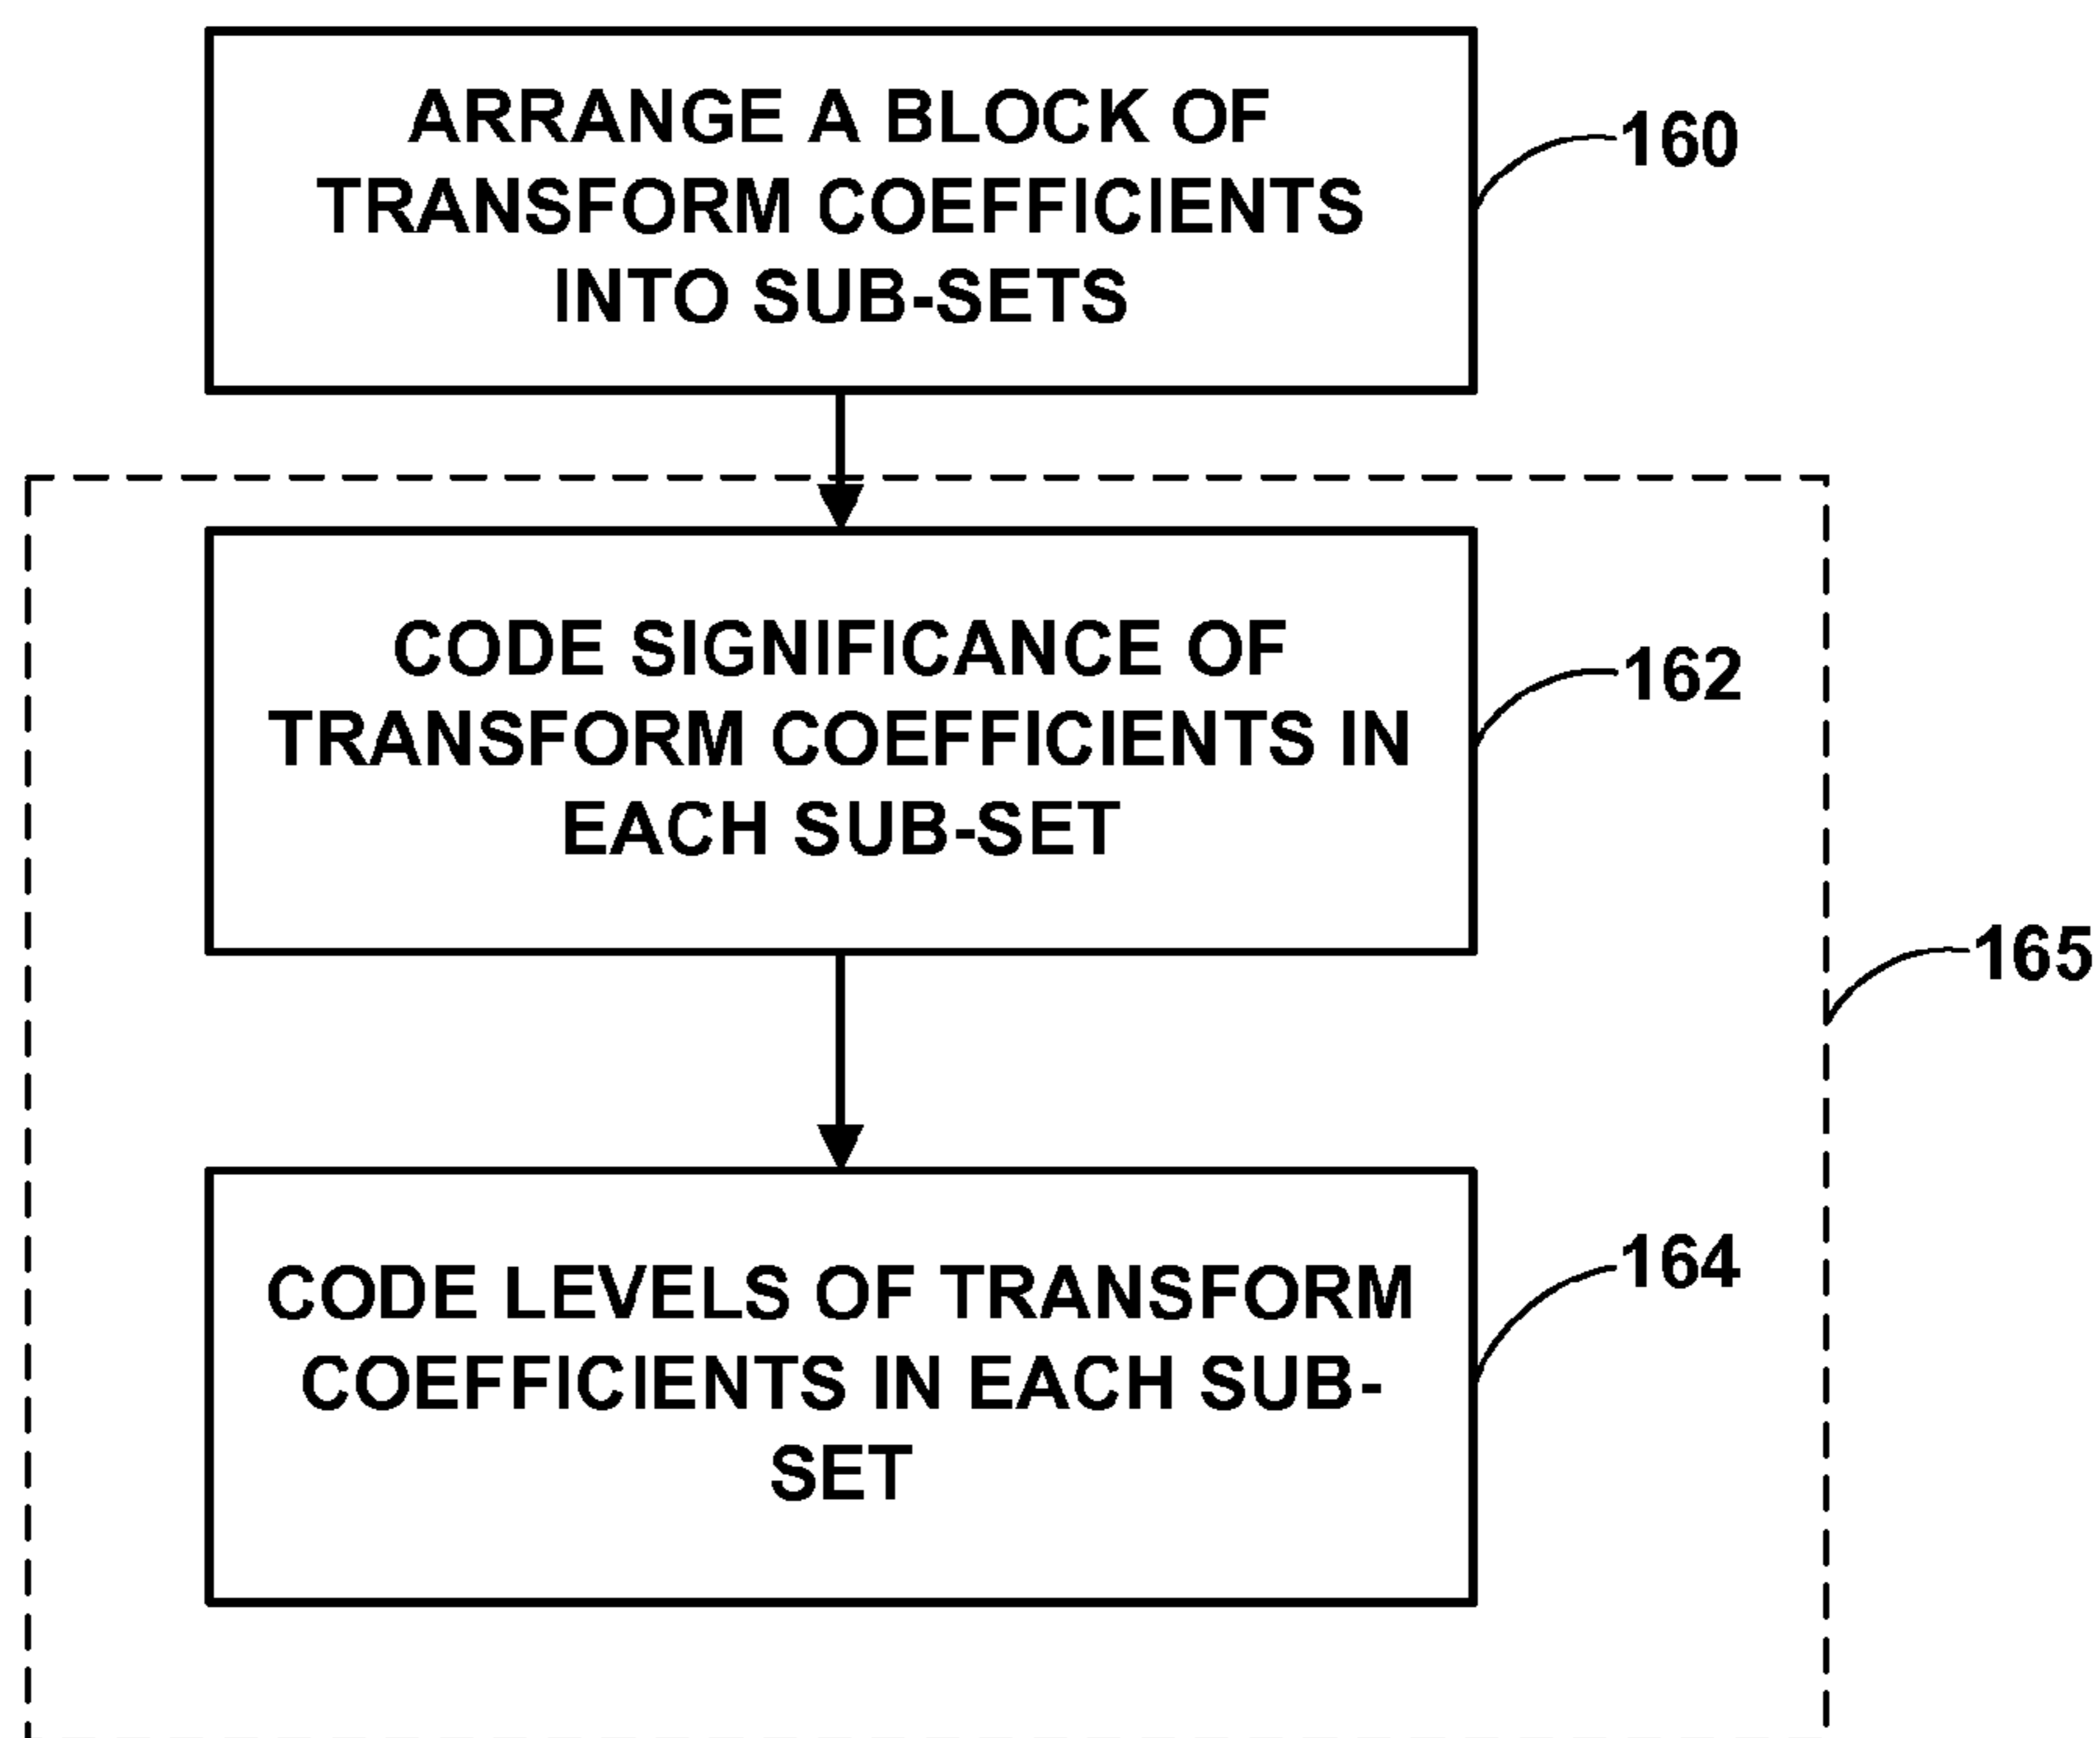 ARRANGE A BLOCK OF
TRANSFORM COEFFICIENTS
INTO SUB-SETS
160
CODE SIGNIFICANCE OF
TRANSFORM COEFFICIENTS IN
EACH SUB-SET
162
165
CODE LEVELS OF TRANSFORM
COEFFICIENTS IN EACH SUB-
SET
164